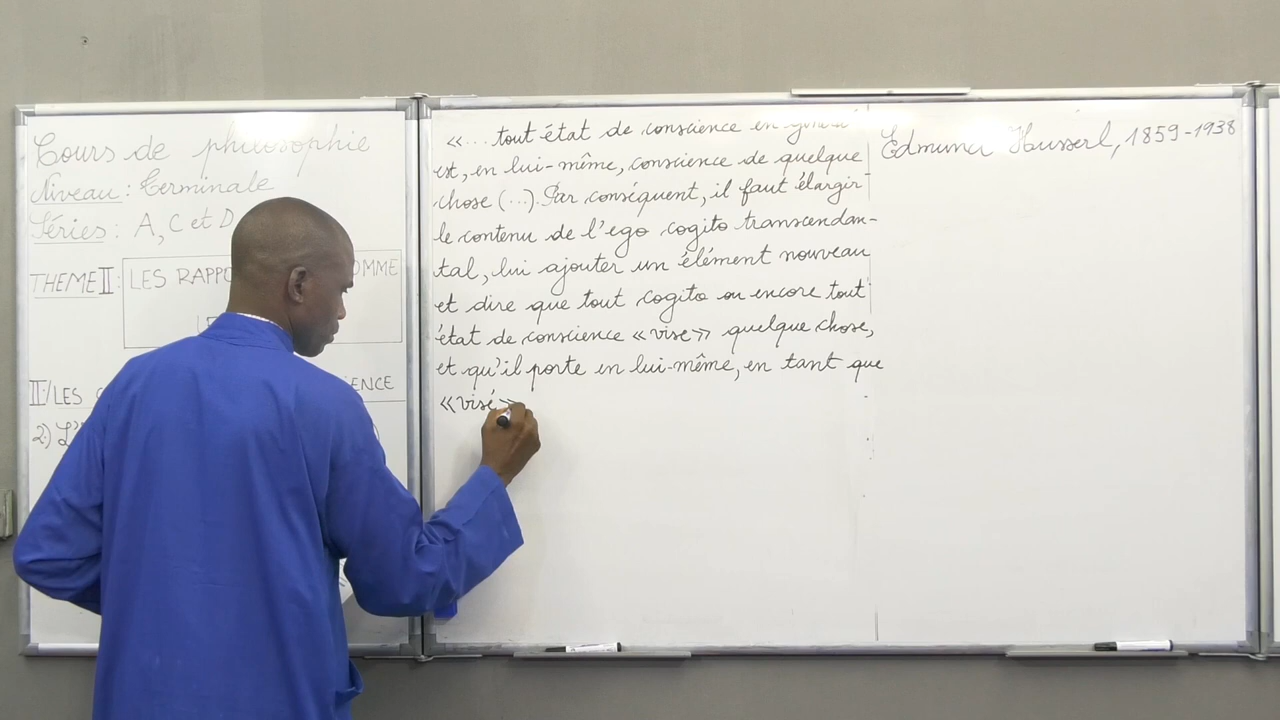 Cours de philosophie
Niveau : Terminale
Séries : A, C et D
THEME II : LES RAPPO OMME
LE
II°/ LES ENCE
2.) L'
« ... tout état de conscience en
est, en lui-même, conscience de quelque
chose (...). Par conséquent, il faut élargir
le contenu de l'ego cogito transcendan-
tal, lui ajouter un élément nouveau
et dire que tout cogito ou encore tout
état de conscience « vise » quelque chose,
et qu'il porte en lui-même, en tant que
« visé »
Edmund Husserl, 1859-1938